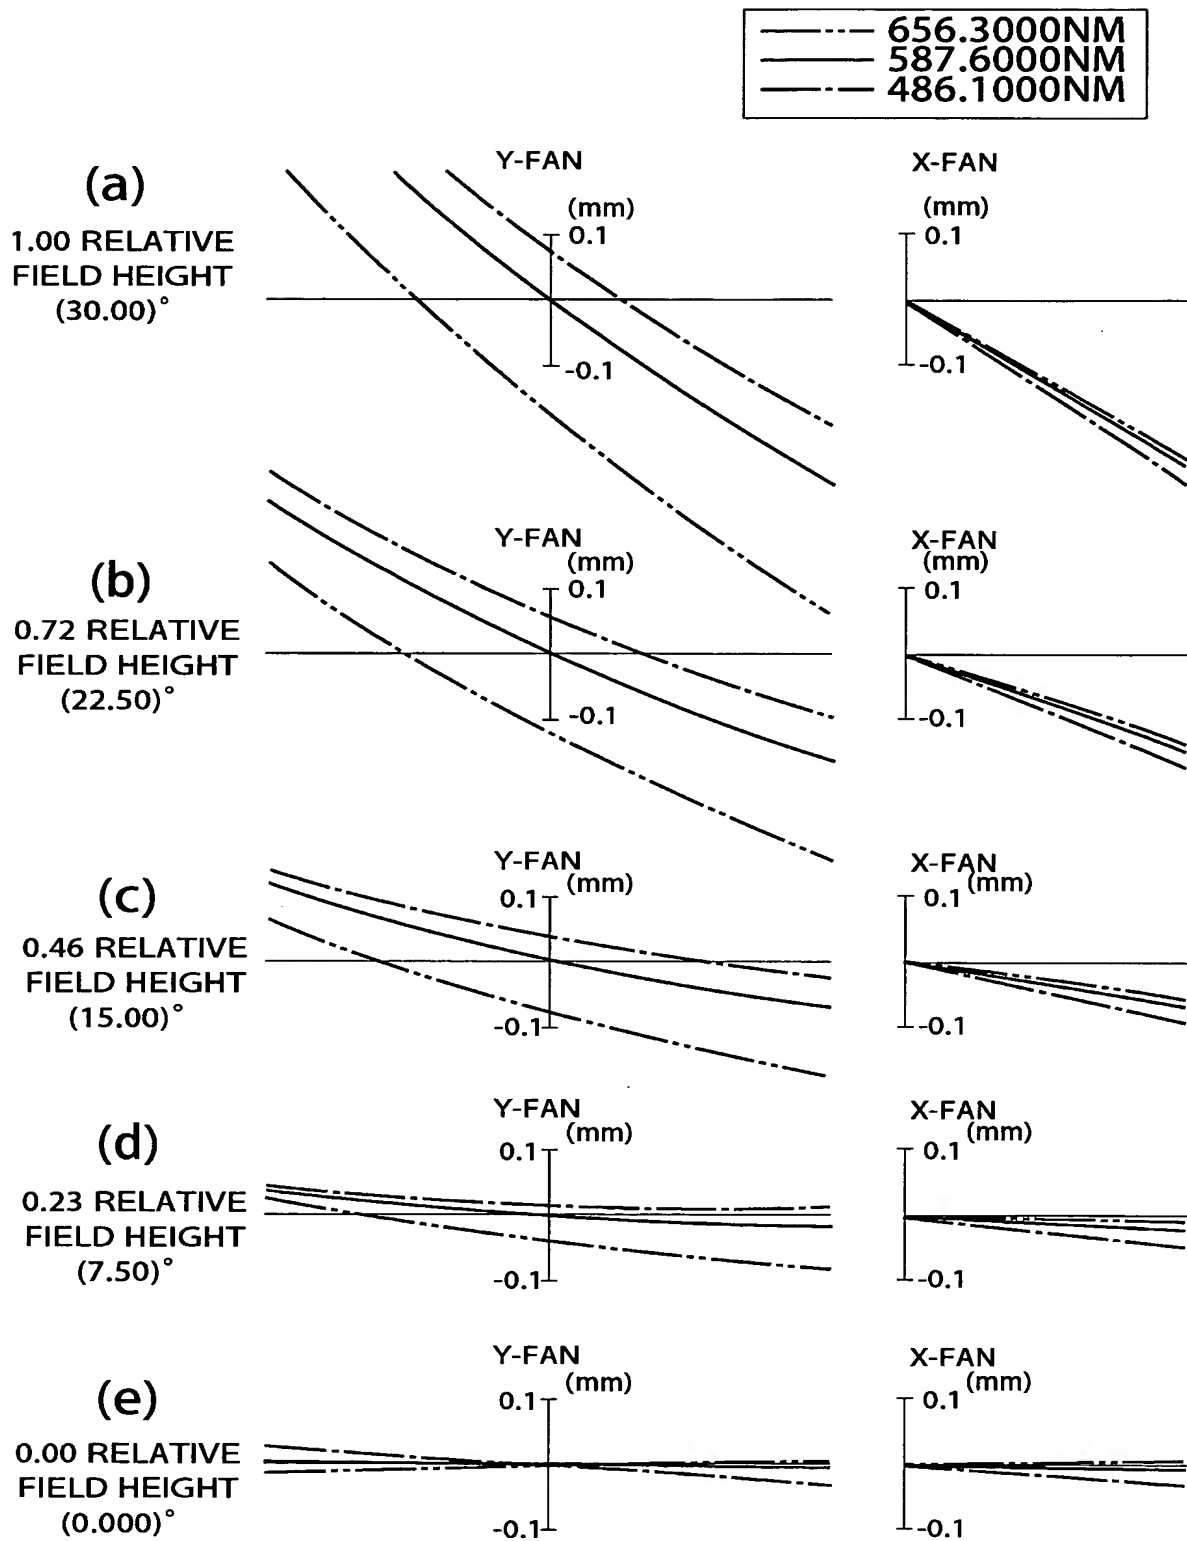 656.3000NM
587.6000NM
486.1000NM
(a)
1.00 RELATIVE
FIELD HEIGHT
(30.00)°
Y-FAN
(mm)
0.1
-0.1
X-FAN
(mm)
0.1
-0.1
(b)
0.72 RELATIVE
FIELD HEIGHT
(22.50)°
Y-FAN
(mm)
0.1
-0.1
X-FAN
(mm)
0.1
-0.1
(c)
0.46 RELATIVE
FIELD HEIGHT
(15.00)°
Y-FAN
(mm)
0.1
-0.1
X-FAN
(mm)
0.1
-0.1
(d)
0.23 RELATIVE
FIELD HEIGHT
(7.50)°
Y-FAN
(mm)
0.1
-0.1
X-FAN
(mm)
0.1
-0.1
(e)
0.00 RELATIVE
FIELD HEIGHT
(0.000)°
Y-FAN
(mm)
0.1
-0.1
X-FAN
(mm)
0.1
-0.1